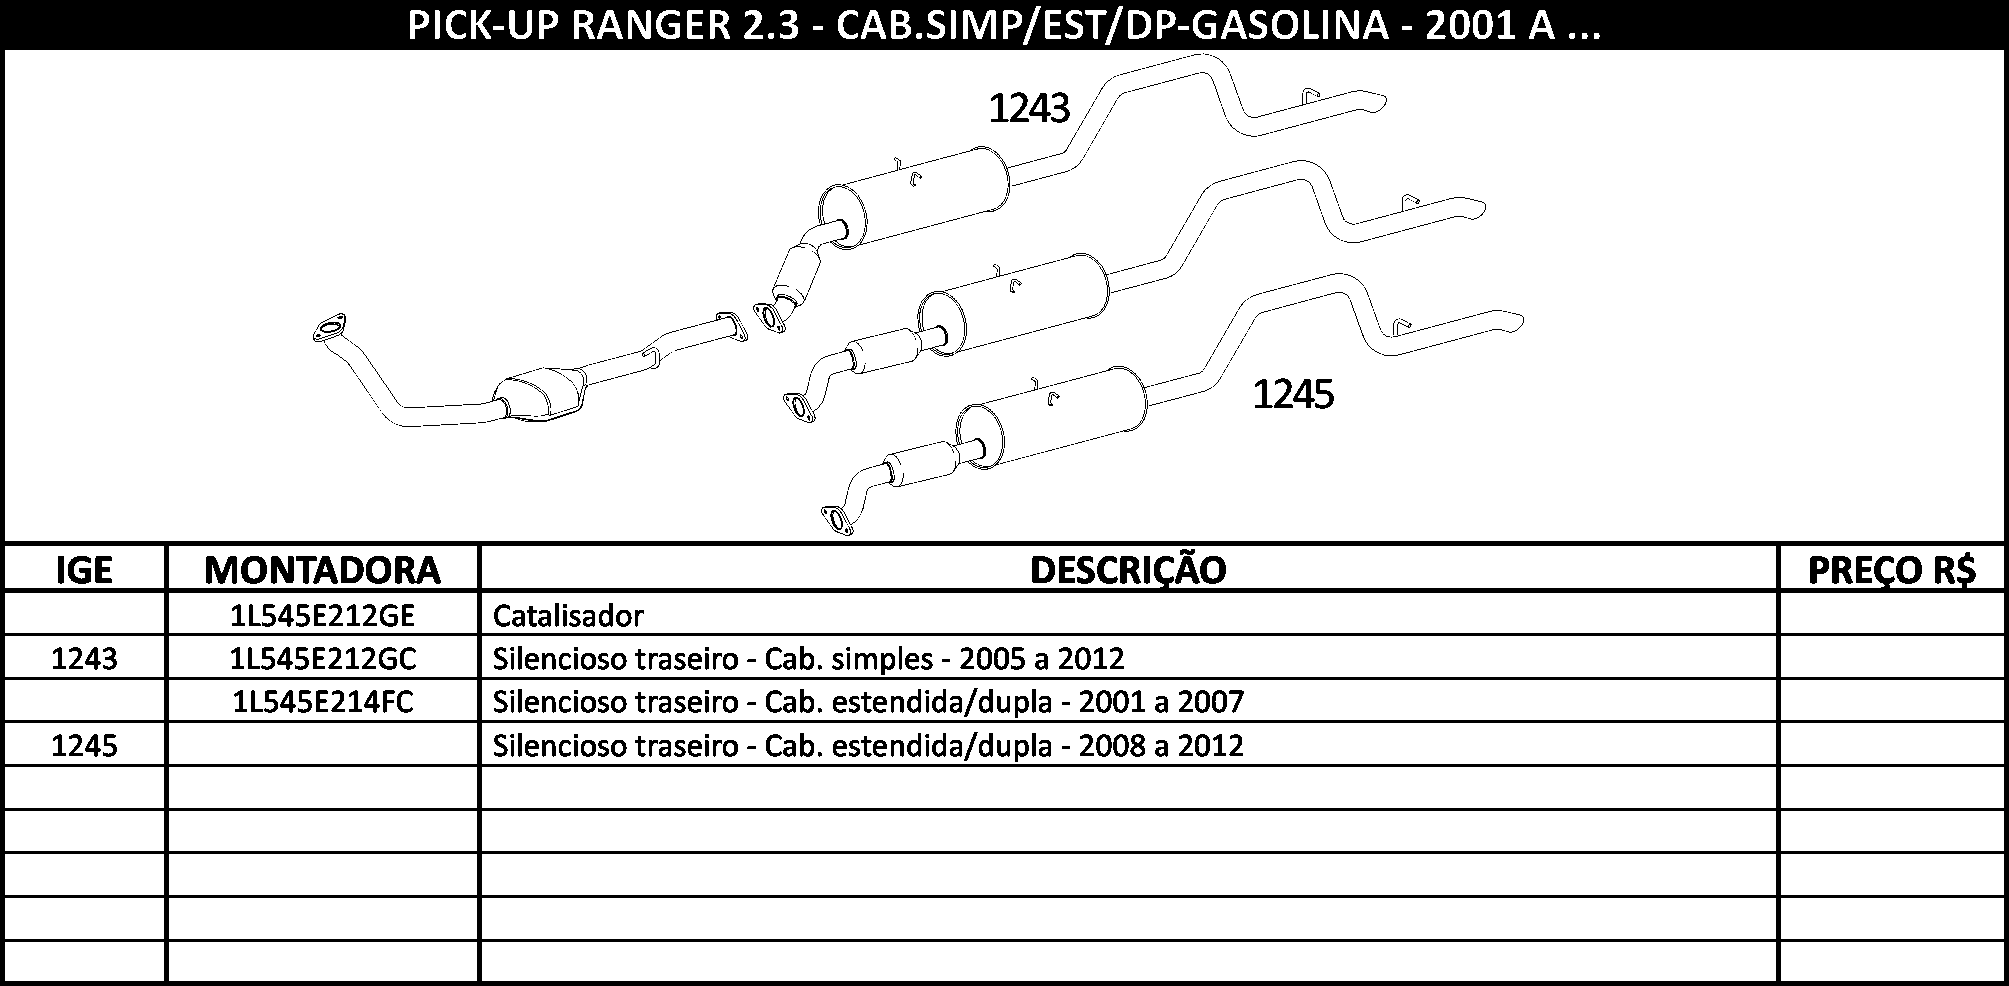 PICK-UP RANGER 2.3 - CAB.SIMP/EST/DP-GASOLINA - 2001 A ...
1243
1245
IGE MONTADORA DESCRIÇÃO PREÇO R$
1L545E212GE Catalisador
1243 1L545E212GC Silencioso traseiro - Cab. simples - 2005 a 2012
1L545E214FC Silencioso traseiro - Cab. estendida/dupla - 2001 a 2007
1245 Silencioso traseiro - Cab. estendida/dupla - 2008 a 2012